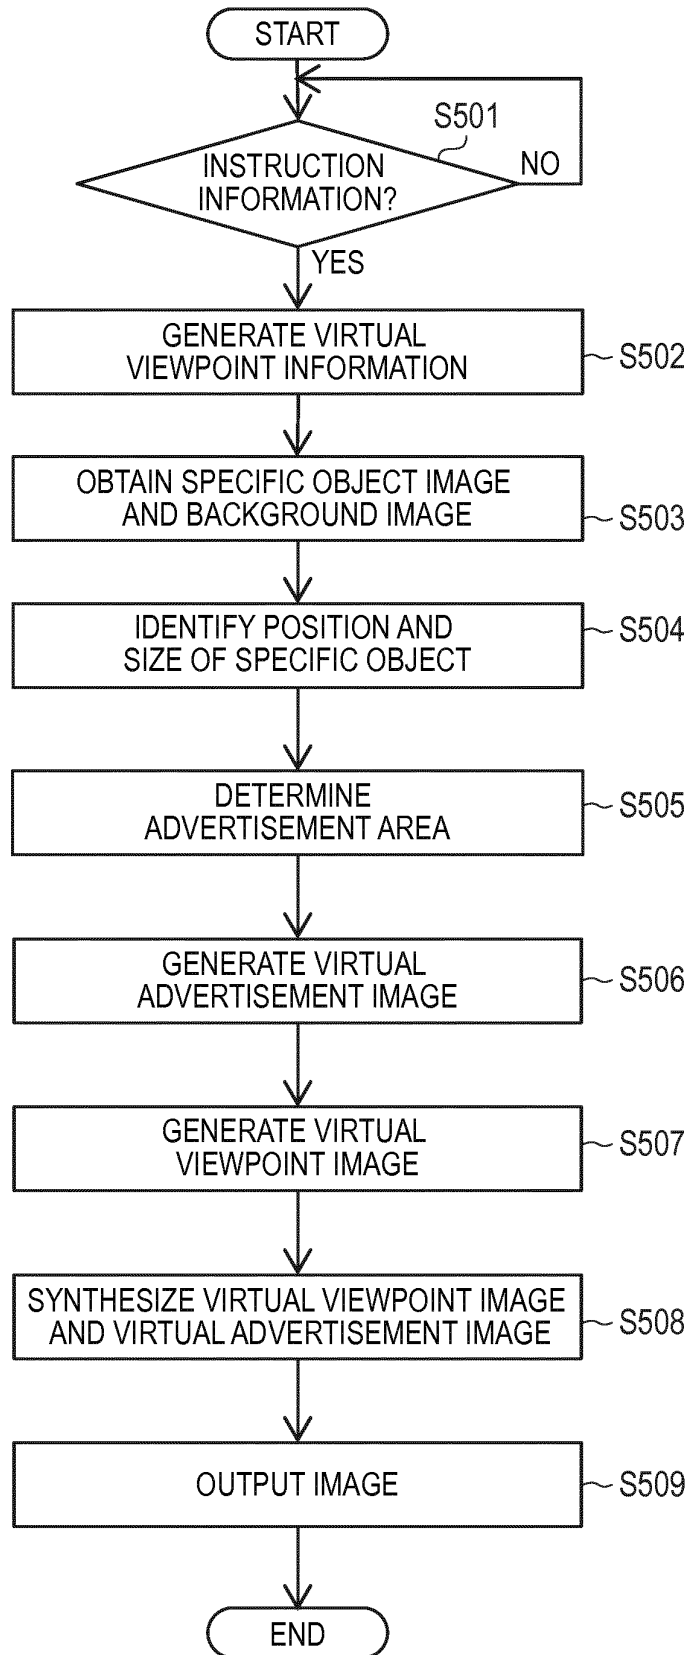 START
S501
INSTRUCTION
INFORMATION?
NO
YES
GENERATE VIRTUAL
VIEWPOINT INFORMATION
S502
OBTAIN SPECIFIC OBJECT IMAGE
AND BACKGROUND IMAGE
S503
IDENTIFY POSITION AND
SIZE OF SPECIFIC OBJECT
S504
DETERMINE
ADVERTISEMENT AREA
S505
GENERATE VIRTUAL
ADVERTISEMENT IMAGE
S506
GENERATE VIRTUAL
VIEWPOINT IMAGE
S507
SYNTHESIZE VIRTUAL VIEWPOINT IMAGE
AND VIRTUAL ADVERTISEMENT IMAGE
S508
OUTPUT IMAGE
S509
END